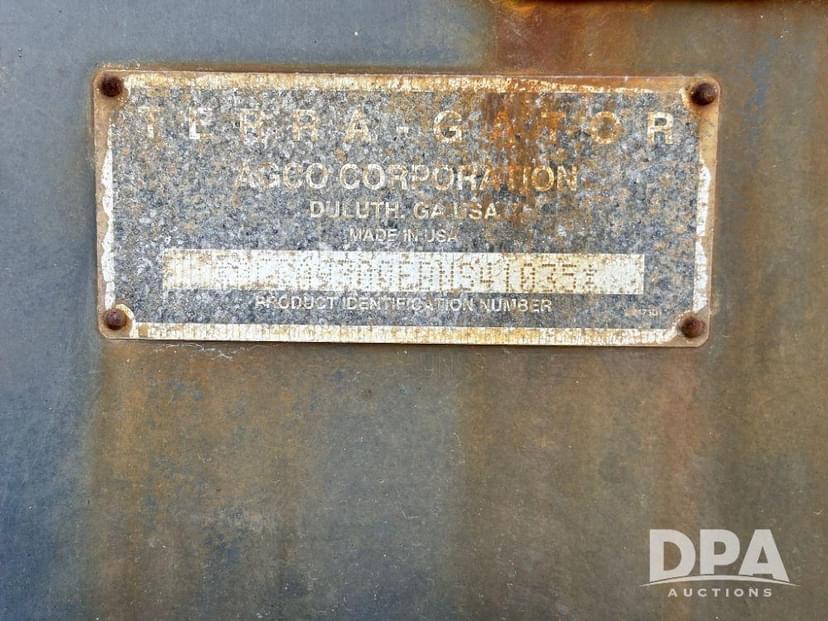 TERRA-GATOR
AGCO CORPORATION
DULUTH, GA USA
MADE IN USA
PRODUCT IDENTIFICATION NUMBER
DPA
AUCTIONS